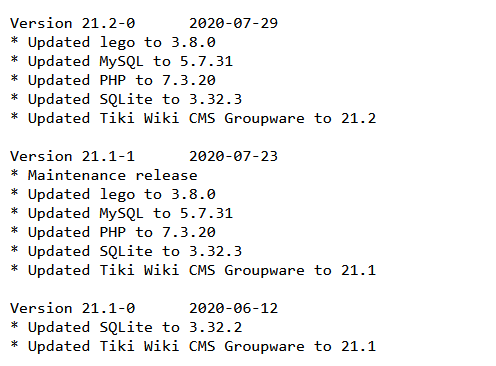 Version 21.2-0      2020-07-29
* Updated lego to 3.8.0
* Updated MySQL to 5.7.31
* Updated PHP to 7.3.20
* Updated SQLite to 3.32.3
* Updated Tiki Wiki CMS Groupware to 21.2

Version 21.1-1      2020-07-23
* Maintenance release
* Updated lego to 3.8.0
* Updated MySQL to 5.7.31
* Updated PHP to 7.3.20
* Updated SQLite to 3.32.3
* Updated Tiki Wiki CMS Groupware to 21.1

Version 21.1-0      2020-06-12
* Updated SQLite to 3.32.2
* Updated Tiki Wiki CMS Groupware to 21.1